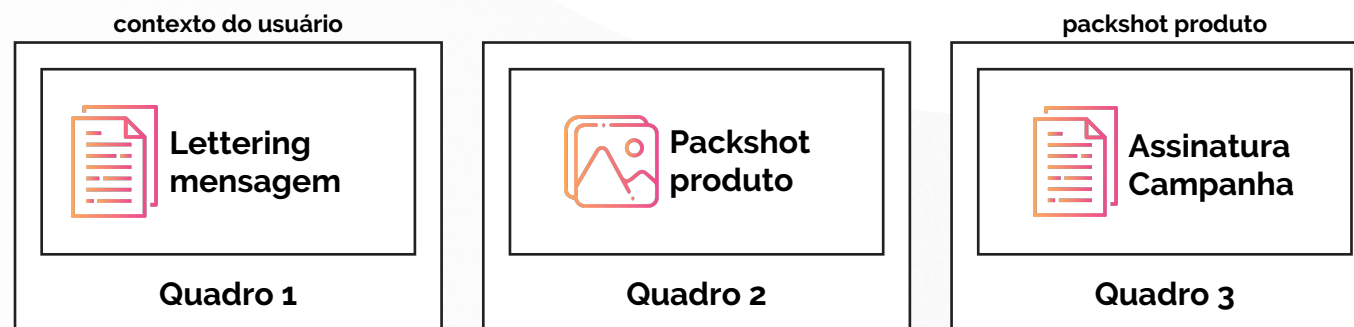 contexto do usuário
Lettering
mensagem
Quadro 1
Packshot
produto
Quadro 2
packshot produto
Assinatura
Campanha
Quadro 3